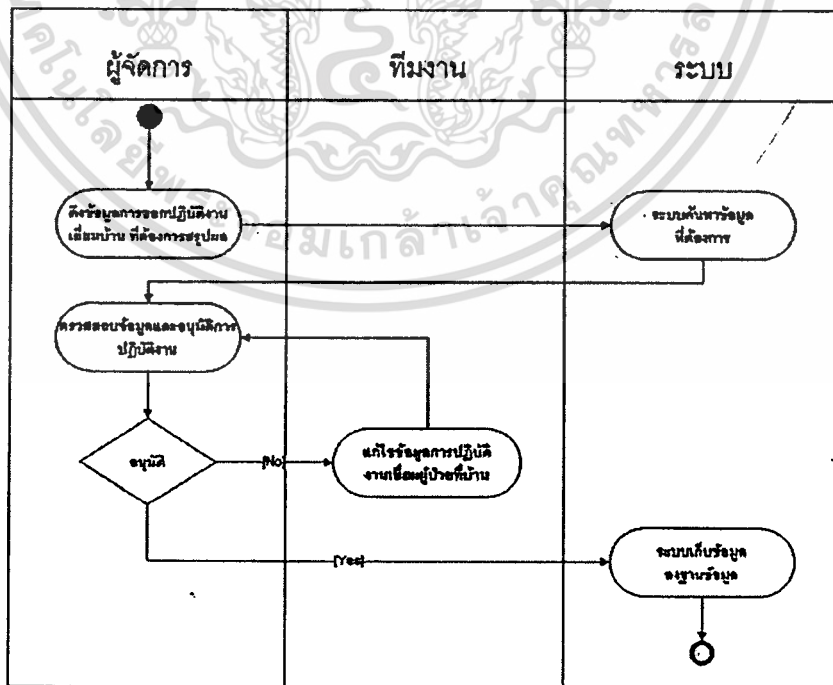 ผู้จัดการ
ทีมงาน
ระบบ
ดึงข้อมูลการออกปฏิบัติงาน
เยี่ยมบ้าน ที่ต้องการสรุปผล
ระบบค้นหาข้อมูล
ที่ต้องการ
ตรวจสอบข้อมูลและอนุมัติการ
ปฏิบัติงาน
อนุมัติ
[No]
แก้ไขข้อมูลการปฏิบัติ
งานเยี่ยมผู้ป่วยที่บ้าน
[Yes]
ระบบเก็บข้อมูล
ลงฐานข้อมูล